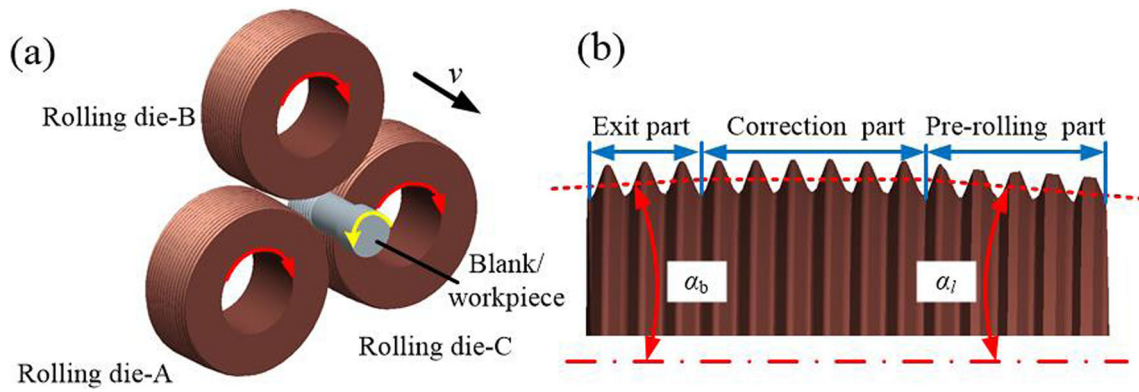 (a)
Rolling die-B
v
Blank/
workpiece
Rolling die-C
Rolling die-A
(b)
Exit part Correction part Pre-rolling part
αb
αl